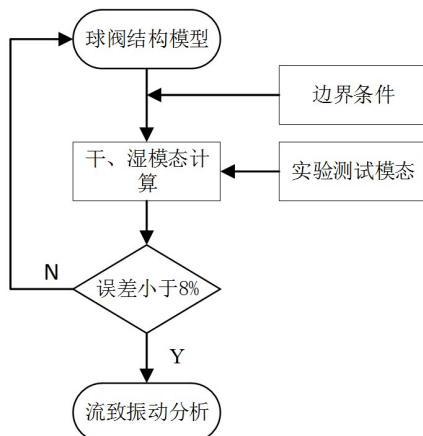 球阀结构模型
边界条件
干、湿模态计
算
实验测试模态
N
误差小于8%
Y
流致振动分析